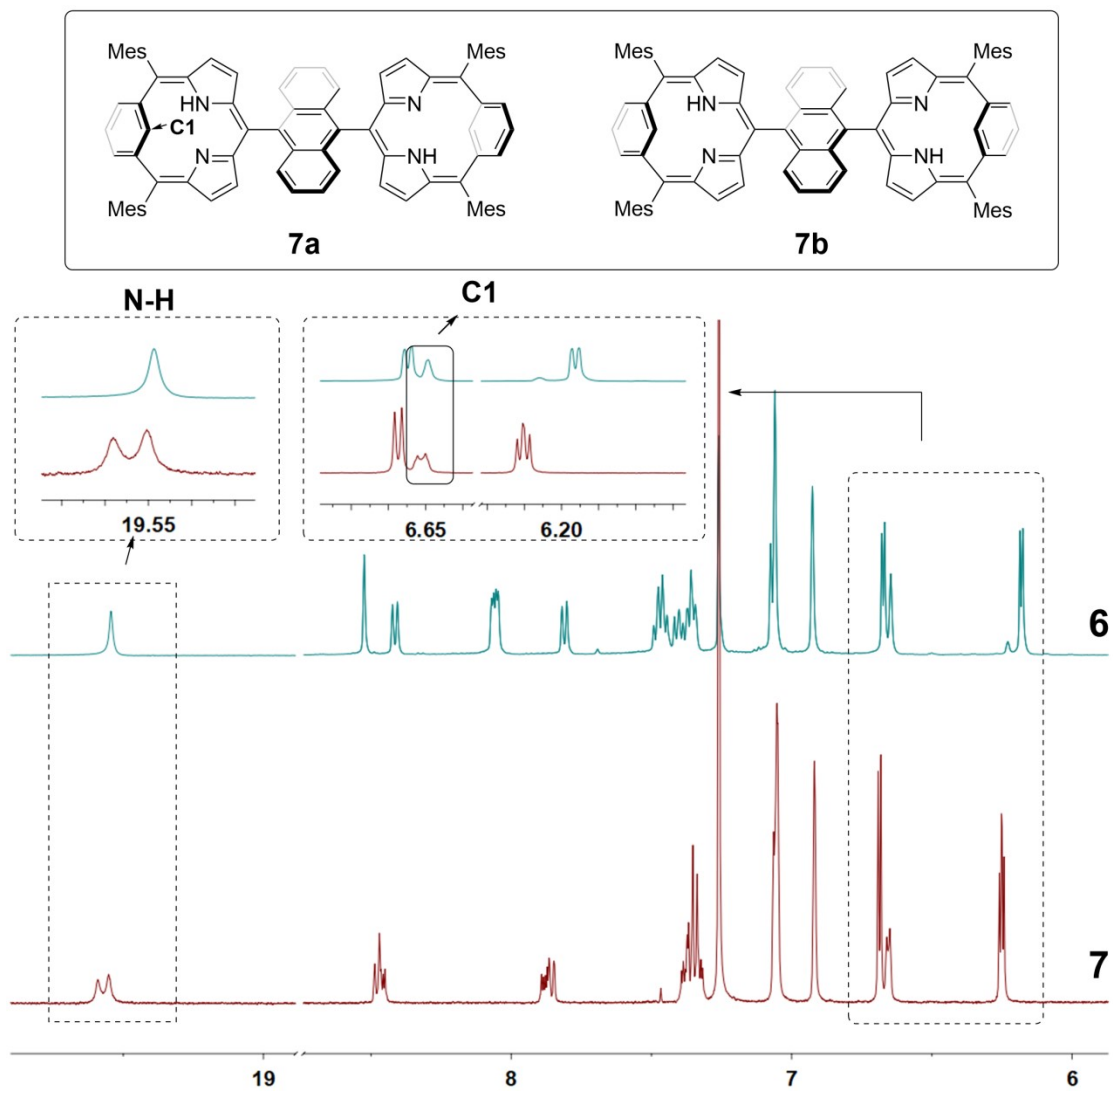 Mes Mes Mes Mes
HN N HN N
C1
N NH N NH
Mes Mes Mes Mes
7a 7b
N-H C1
19.55 6.65 6.20
6
7
19 8 7 6